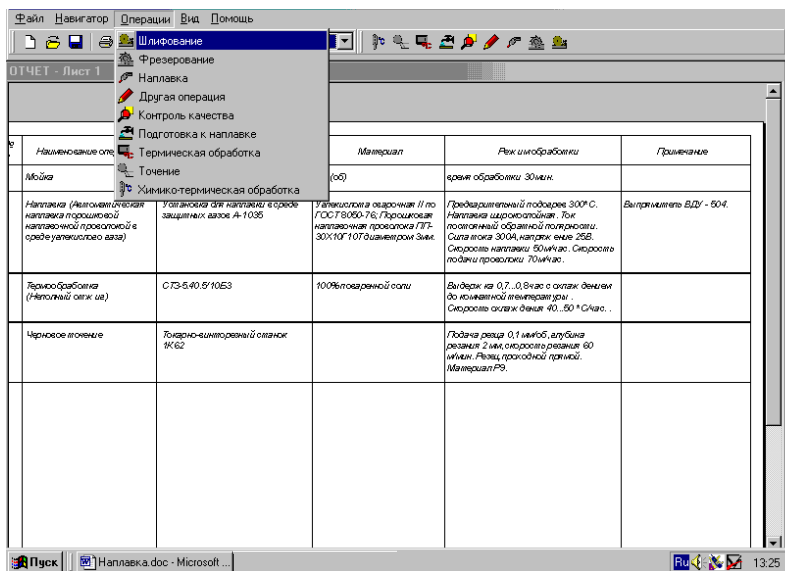 Файл Навигатор Операции Вид Помощь
ОТЧЕТ - Лист 1
Шлифование
Фрезерование
Наплавка
Другая операция
Контроль качества
Подготовка к наплавке
Термическая обработка
Точение
Химико-термическая обработка
Наименование опе
Материал
Режим обработки
Примечание
Мойка
(об)
время обработки 30мин.
Наплавка (Автоматическая
наплавка порошковой
наплавочной проволокой в
среде углекислого газа)
Установка для наплавки в среде
защитных газов А-1035
Углекислота сварочная II по
ГОСТ 8050-76; Порошковая
наплавочная проволока ПП-
30Х10Г10Т диаметром 3мм.
Предварительный подогрев 300° С.
Наплавка широкослойная. Ток
постоянный обратной полярности.
Сила тока 300А, напряжение 25В.
Скорость наплавки 50м/час. Скорость
подачи проволоки 70м/час.
Выпрямитель ВДУ - 504.
Термообработка
(Неполный отжиг)
СТЗ-5.40.5/10Б3
100% поваренной соли
Выдержка 0,7...0,8час с охлаждением
до комнатной температуры .
Скорость охлаждения 40...50 ° С/час. .
Черновое точение
Токарно-винторезный станок
1К62
Подача резца 0,1 мм/об, глубина
резания 2 мм, скорость резания 60
м/мин. Резец проходной прямой.
Материал Р9.
Пуск
Наплавка.doc - Microsoft ...
Ru
13:25